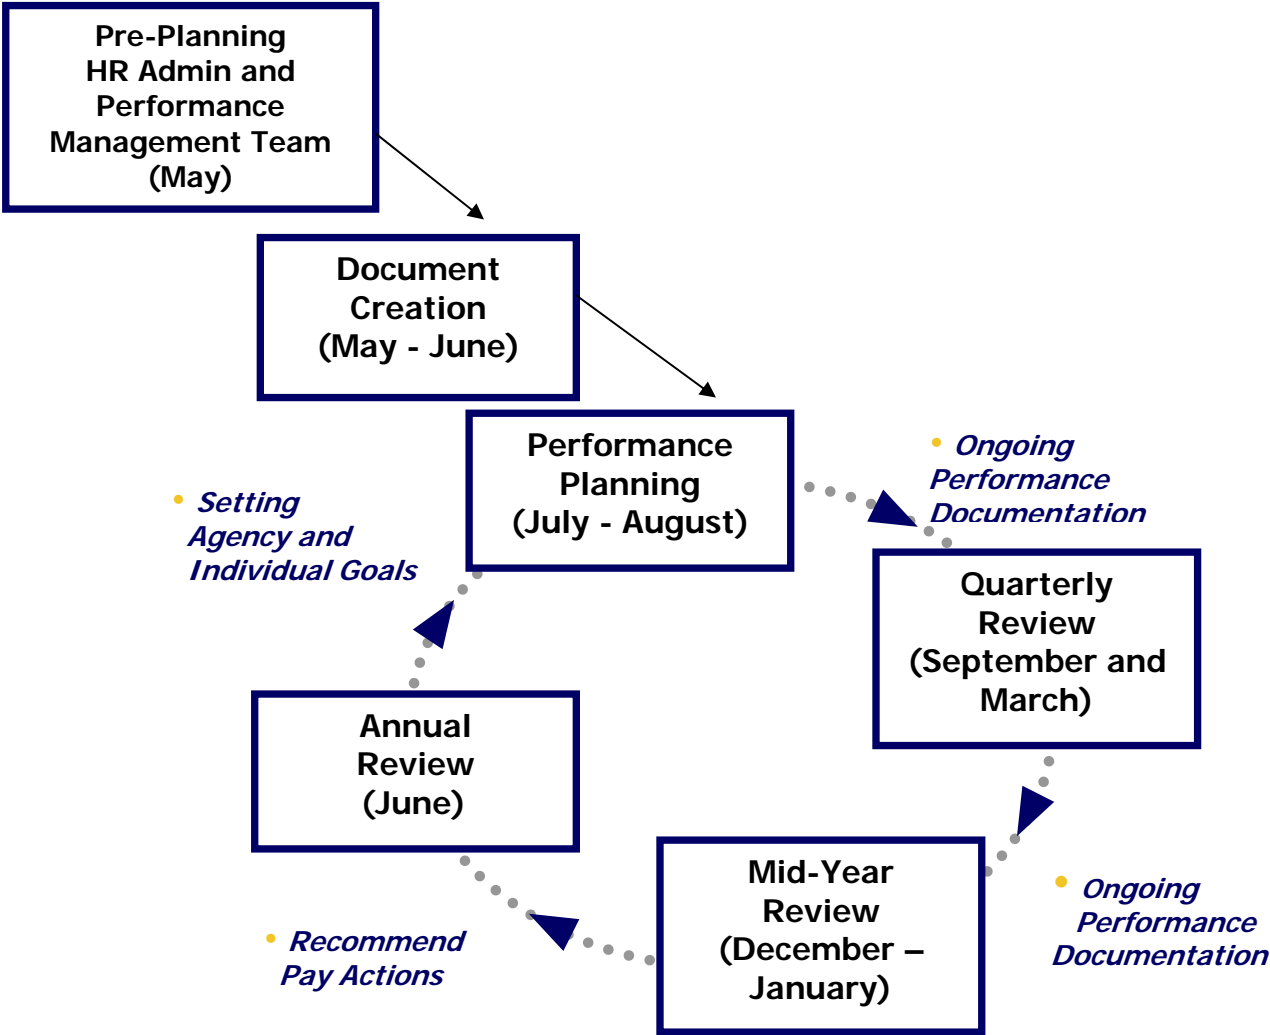 Pre-Planning
HR Admin and
Performance
Management Team
(May)
Document
Creation
(May - June)
Performance
Planning
(July - August)
• Ongoing
Performance
Documentation
• Setting
Agency and
Individual Goals
Quarterly
Review
(September and
March)
Annual
Review
(June)
Mid-Year
Review
(December –
January)
• Ongoing
Performance
Documentation
• Recommend
Pay Actions